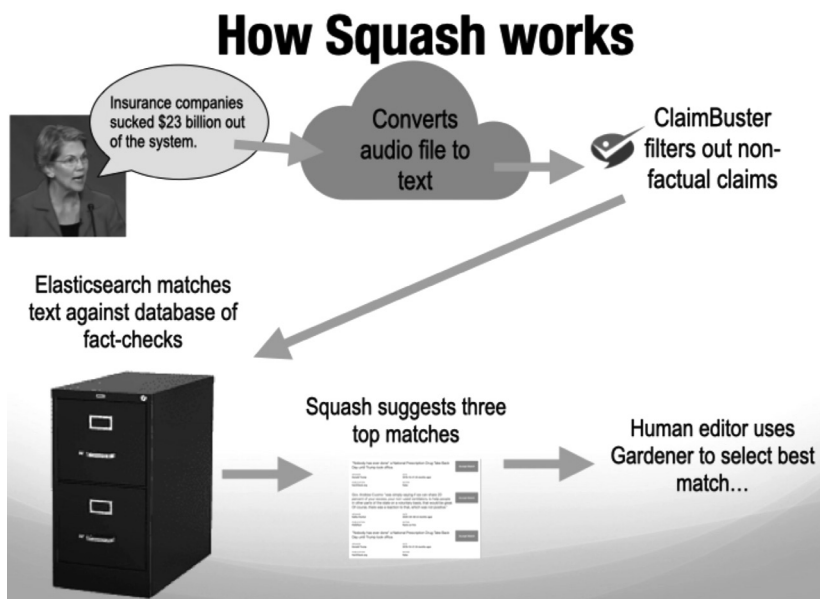 How Squash works
Insurance companies
sucked $23 billion out
of the system.
Converts
audio file to
text
ClaimBuster
filters out non-
factual claims
Elasticsearch matches
text against database of
fact-checks
Squash suggests three
top matches
Human editor uses
Gardener to select best
match…